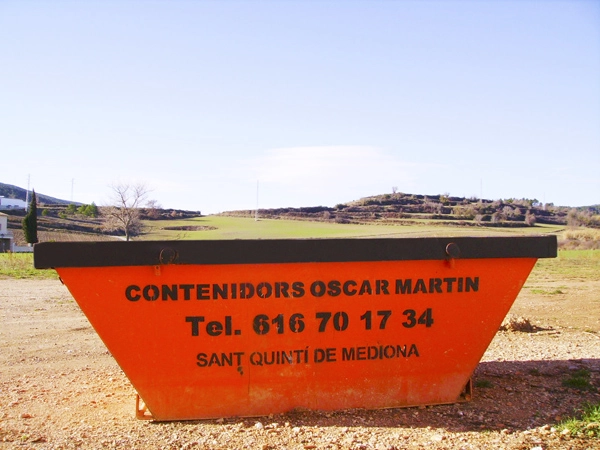 CONTENIDORS OSCAR MARTIN
Tel. 616 70 17 34
SANT QUINTÍ DE MEDIONA